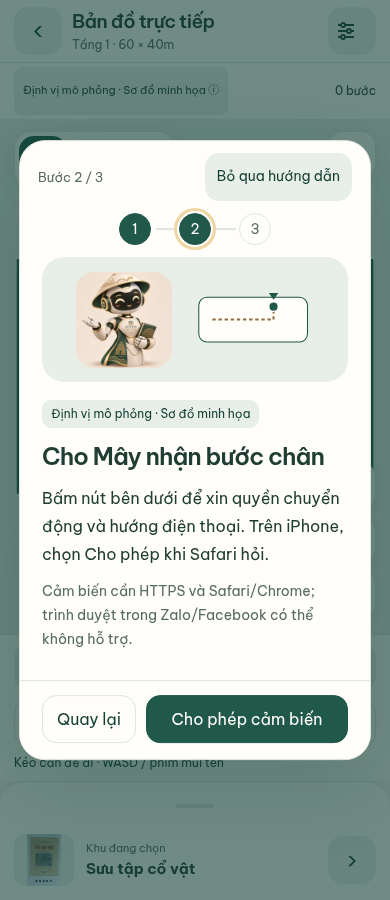 Bản đồ trực tiếp
Tầng 1 · 60 × 40m
Định vị mô phỏng · Sơ đồ minh họa ⓘ
0 bước
Bước 2 / 3
Bỏ qua hướng dẫn
1
2
3
Định vị mô phỏng · Sơ đồ minh họa
Cho Mây nhận bước chân
Bấm nút bên dưới để xin quyền chuyển
động và hướng điện thoại. Trên iPhone,
chọn Cho phép khi Safari hỏi.
Cảm biến cần HTTPS và Safari/Chrome;
trình duyệt trong Zalo/Facebook có thể
không hỗ trợ.
Quay lại
Cho phép cảm biến
Kéo cần để đi · WASD / phím mũi tên
Khu đang chọn
Sưu tập cổ vật